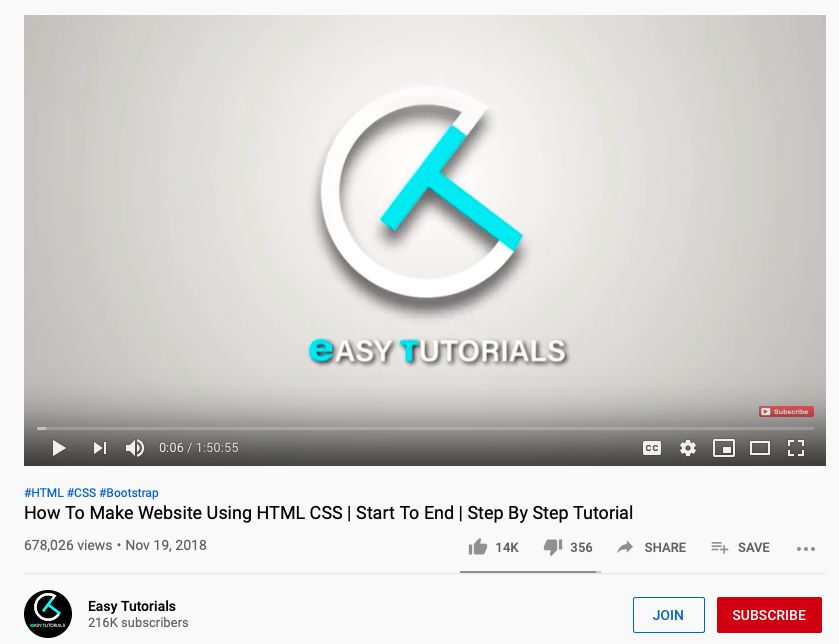 eASY TUTORIALS
Subscribe
0:06 / 1:50:55
CC
#HTML #CSS #Bootstrap
How To Make Website Using HTML CSS | Start To End | Step By Step Tutorial
678,026 views • Nov 19, 2018
14K
356
SHARE
SAVE
eASY TUTORIALS
Easy Tutorials
216K subscribers
JOIN
SUBSCRIBE